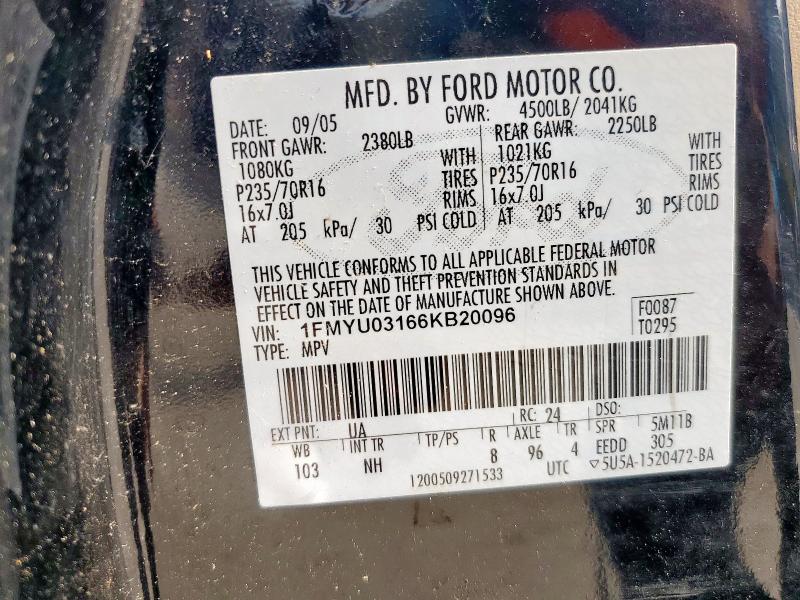 MFD. BY FORD MOTOR CO.
DATE: 09/05 GVWR: 4500LB/ 2041KG
FRONT GAWR: 2380LB REAR GAWR: 2250LB
1080KG WITH 1021KG WITH
P235/70R16 TIRES P235/70R16 TIRES
16x7.0J RIMS 16x7.0J RIMS
AT 205 kPa/ 30 PSI COLD AT 205 kPa/ 30 PSI COLD
THIS VEHICLE CONFORMS TO ALL APPLICABLE FEDERAL MOTOR
VEHICLE SAFETY AND THEFT PREVENTION STANDARDS IN
EFFECT ON THE DATE OF MANUFACTURE SHOWN ABOVE.
VIN: 1FMYU03166KB20096 F0087
TYPE: MPV T0295
EXT PNT: UA RC: 24 DSO:
WB INT TR TP/PS R AXLE TR SPR 5M11B
103 NH 8 96 4 EEDD 305
1200509271533 UTC ▽5U5A-1520472-BA